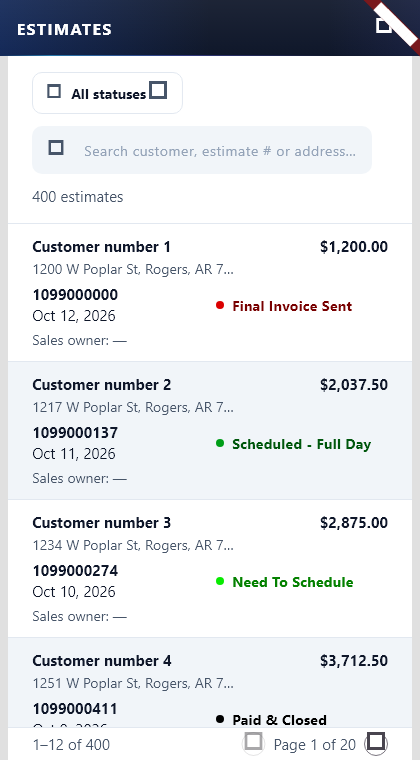 ESTIMATES
All statuses
Search customer, estimate # or address...
400 estimates
Customer number 1 $1,200.00
1200 W Poplar St, Rogers, AR 7...
1099000000
Final Invoice Sent
Oct 12, 2026
Sales owner: —
Customer number 2 $2,037.50
1217 W Poplar St, Rogers, AR 7...
1099000137
Scheduled - Full Day
Oct 11, 2026
Sales owner: —
Customer number 3 $2,875.00
1234 W Poplar St, Rogers, AR 7...
1099000274
Need To Schedule
Oct 10, 2026
Sales owner: —
Customer number 4 $3,712.50
1251 W Poplar St, Rogers, AR 7...
1099000411
Paid & Closed
1–12 of 400 Page 1 of 20